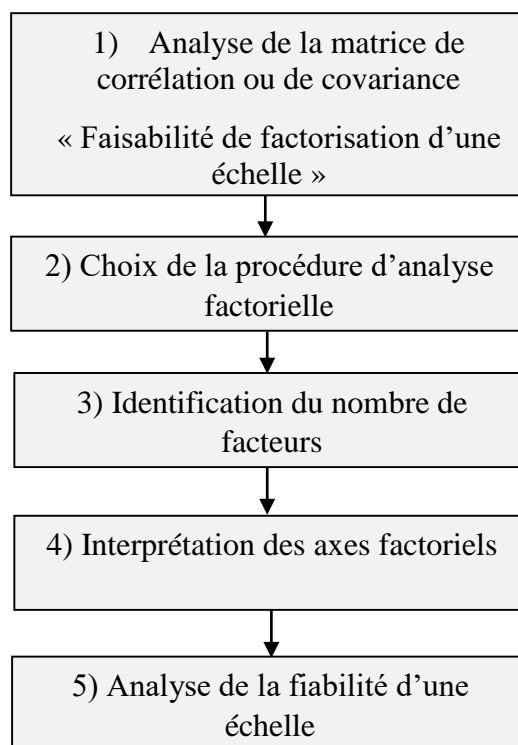 1) Analyse de la matrice de
corrélation ou de covariance
« Faisabilité de factorisation d’une
échelle »
2) Choix de la procédure d’analyse
factorielle
3) Identification du nombre de
facteurs
4) Interprétation des axes factoriels
5) Analyse de la fiabilité d’une
échelle